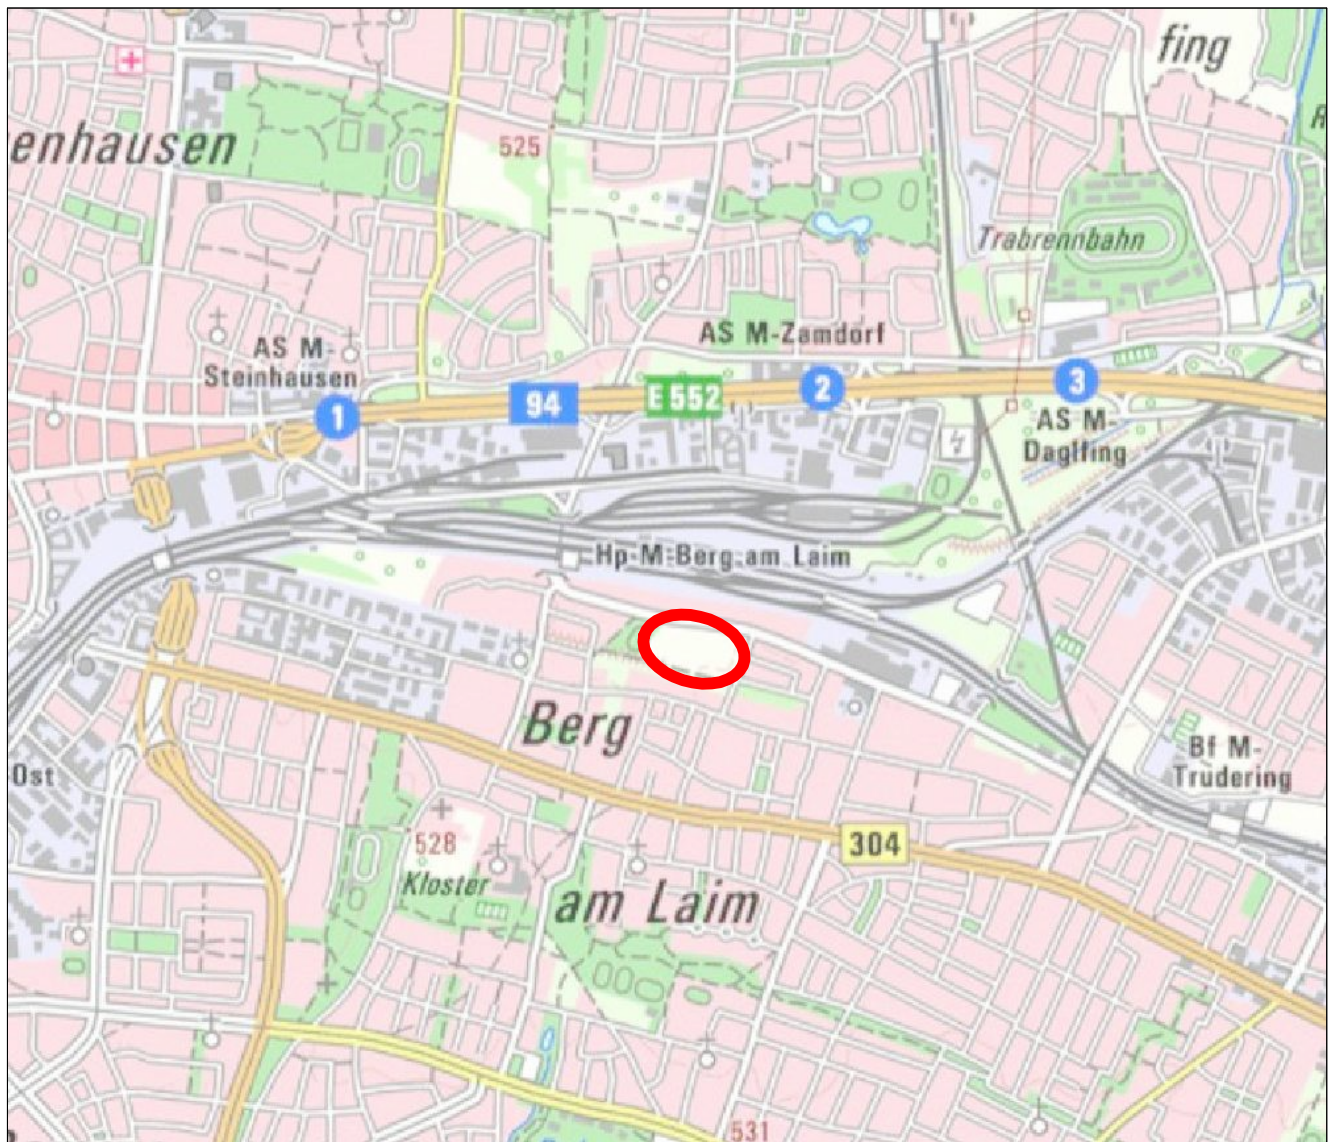 fing
enhausen
525
R
Trabrennbahn
AS M-Zamdorf
AS M-
Steinhausen
1
94
E 552
2
3
AS M-
Daglfing
Hp-M-Berg am Laim
Berg
Bf M-
Trudering
Ost
528
304
Kloster
am Laim
531